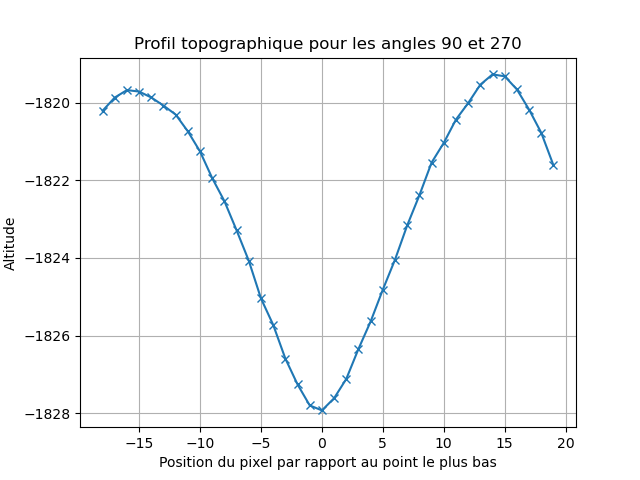 Profil topographique pour les angles 90 et 270
Altitude
−1820
−1822
−1824
−1826
−1828
−15 −10 −5 0 5 10 15 20
Position du pixel par rapport au point le plus bas